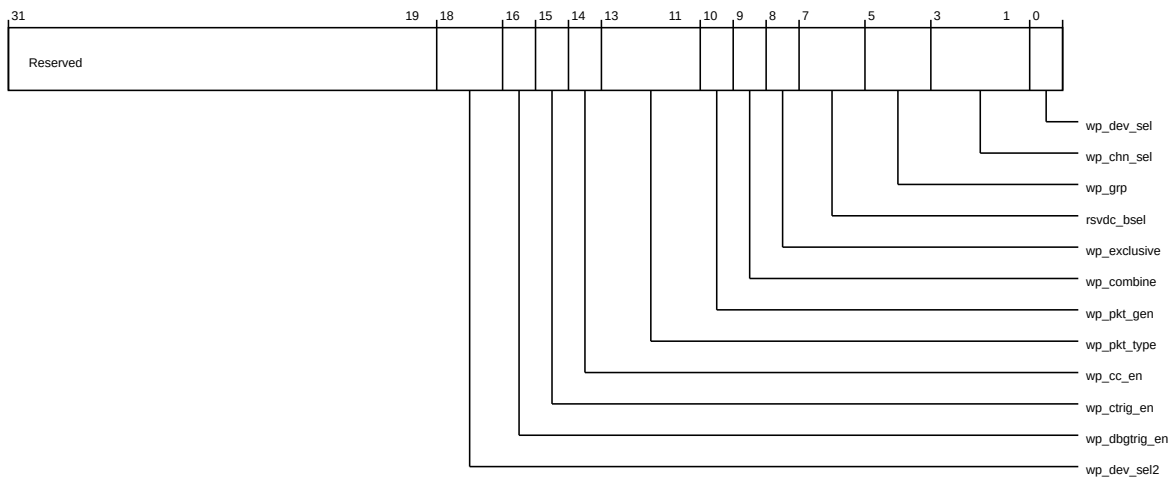 31 19 18 16 15 14 13 11 10 9 8 7 5 3 1 0
Reserved
wp_dev_sel
wp_chn_sel
wp_grp
rsvdc_bsel
wp_exclusive
wp_combine
wp_pkt_gen
wp_pkt_type
wp_cc_en
wp_ctrig_en
wp_dbgtrig_en
wp_dev_sel2